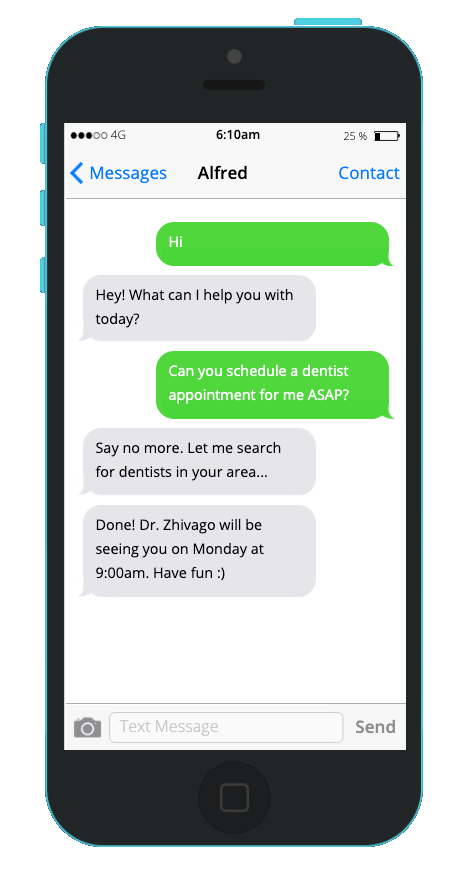 4G 6:10am 25 %
Messages Alfred Contact
Hi
Hey! What can I help you with
today?
Can you schedule a dentist
appointment for me ASAP?
Say no more. Let me search
for dentists in your area...
Done! Dr. Zhivago will be
seeing you on Monday at
9:00am. Have fun :)
Text Message Send